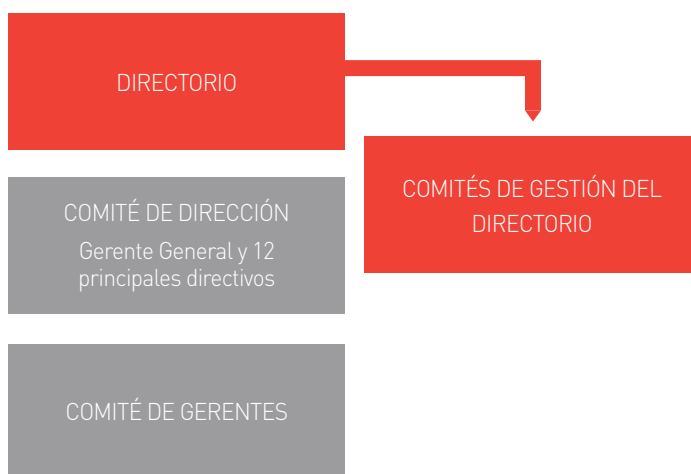 DIRECTORIO
COMITÉS DE GESTIÓN DEL
DIRECTORIO
COMITÉ DE DIRECCIÓN
Gerente General y 12
principales directivos
COMITÉ DE GERENTES